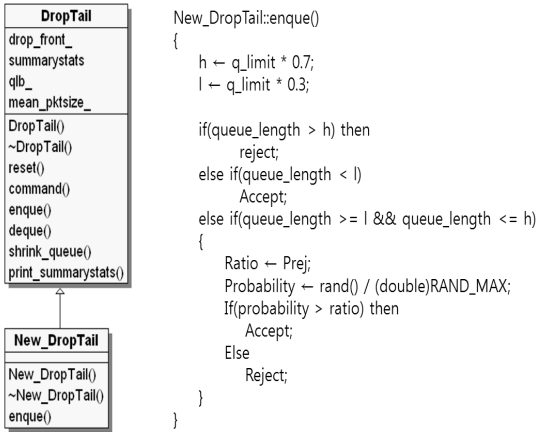 DropTail
drop_front_
summarystats
qlb_
mean_pktsize_
DropTail()
~DropTail()
reset()
command()
enque()
deque()
shrink_queue()
print_summarystats()
New_DropTail
New_DropTail()
~New_DropTail()
enque()
New_DropTail::enque()
{
h ← q_limit * 0.7;
l ← q_limit * 0.3;
if(queue_length > h) then
reject;
else if(queue_length < l)
Accept;
else if(queue_length >= l && queue_length <= h)
{
Ratio ← Prej;
Probability ← rand() / (double)RAND_MAX;
If(probability > ratio) then
Accept;
Else
Reject;
}
}